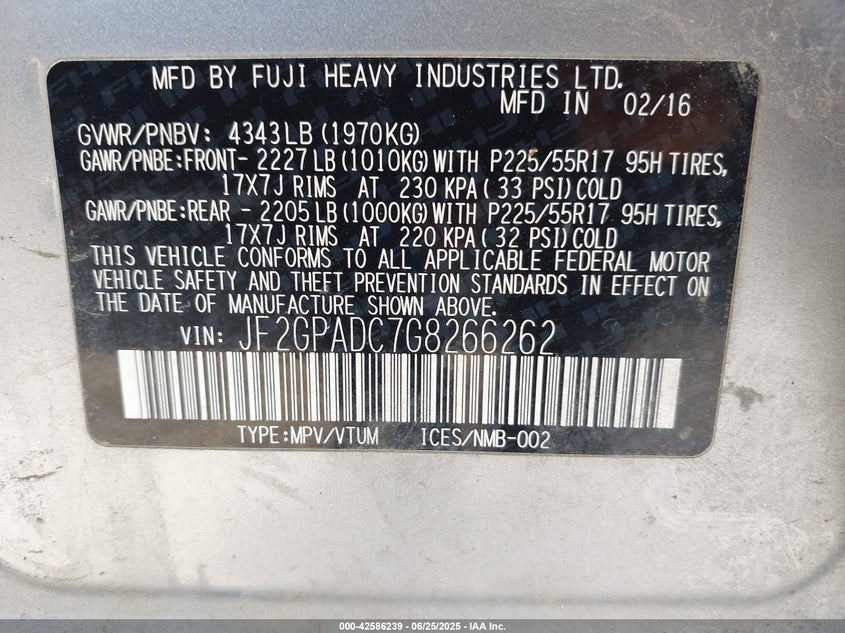 MFD BY FUJI HEAVY INDUSTRIES LTD.
MFD IN 02/16
GVWR/PNBV: 4343LB (1970KG)
GAWR/PNBE:FRONT- 2227LB (1010KG) WITH P225/55R17 95H TIRES,
17X7J RIMS AT 230 KPA( 33 PSI) COLD
GAWR/PNBE:REAR - 2205LB (1000KG) WITH P225/55R17 95H TIRES,
17X7J RIMS AT 220 KPA( 32 PSI) COLD
THIS VEHICLE CONFORMS TO ALL APPLICABLE FEDERAL MOTOR
VEHICLE SAFETY AND THEFT PREVENTION STANDARDS IN EFFECT ON
THE DATE OF MANUFACTURE SHOWN ABOVE.
VIN: JF2GPADC7G8266262
TYPE:MPV/VTUM ICES/NMB-002
000-42586239 - 06/25/2025 - IAA Inc.